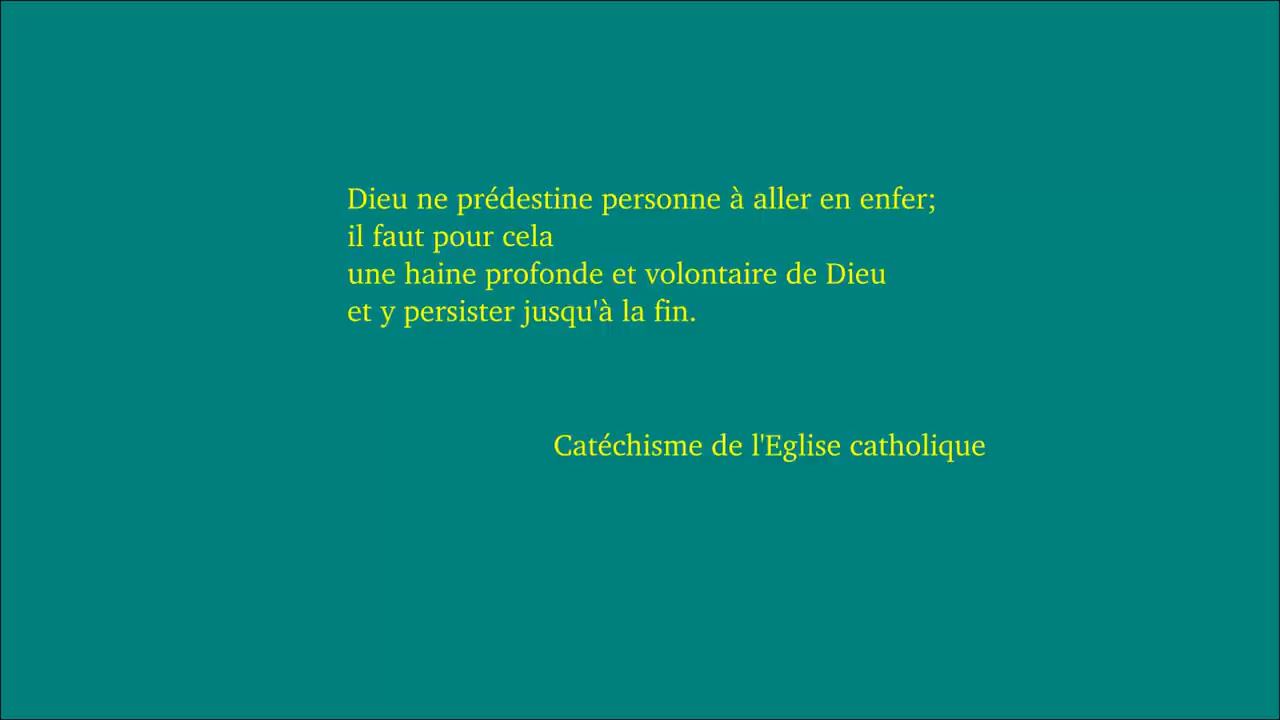 Dieu ne prédestine personne à aller en enfer;
il faut pour cela
une haine profonde et volontaire de Dieu
et y persister jusqu'à la fin.
Catéchisme de l'Eglise catholique